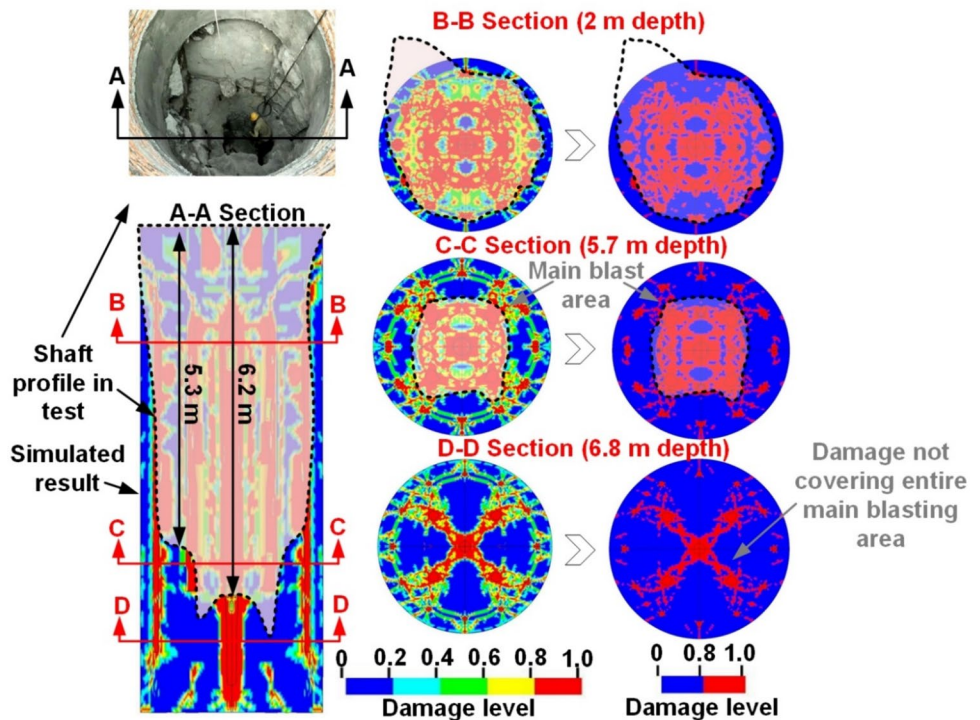 B-B Section (2 m depth)
A
A
A-A Section
C-C Section (5.7 m depth)
Main blast
area
B
B
Shaft
profile in
test
5.3 m
6.2 m
Simulated
result
D-D Section (6.8 m depth)
Damage not
covering entire
main blasting
area
C
C
D
D
0 0.2 0.4 0.6 0.8 1.0
Damage level
0 0.8 1.0
Damage level